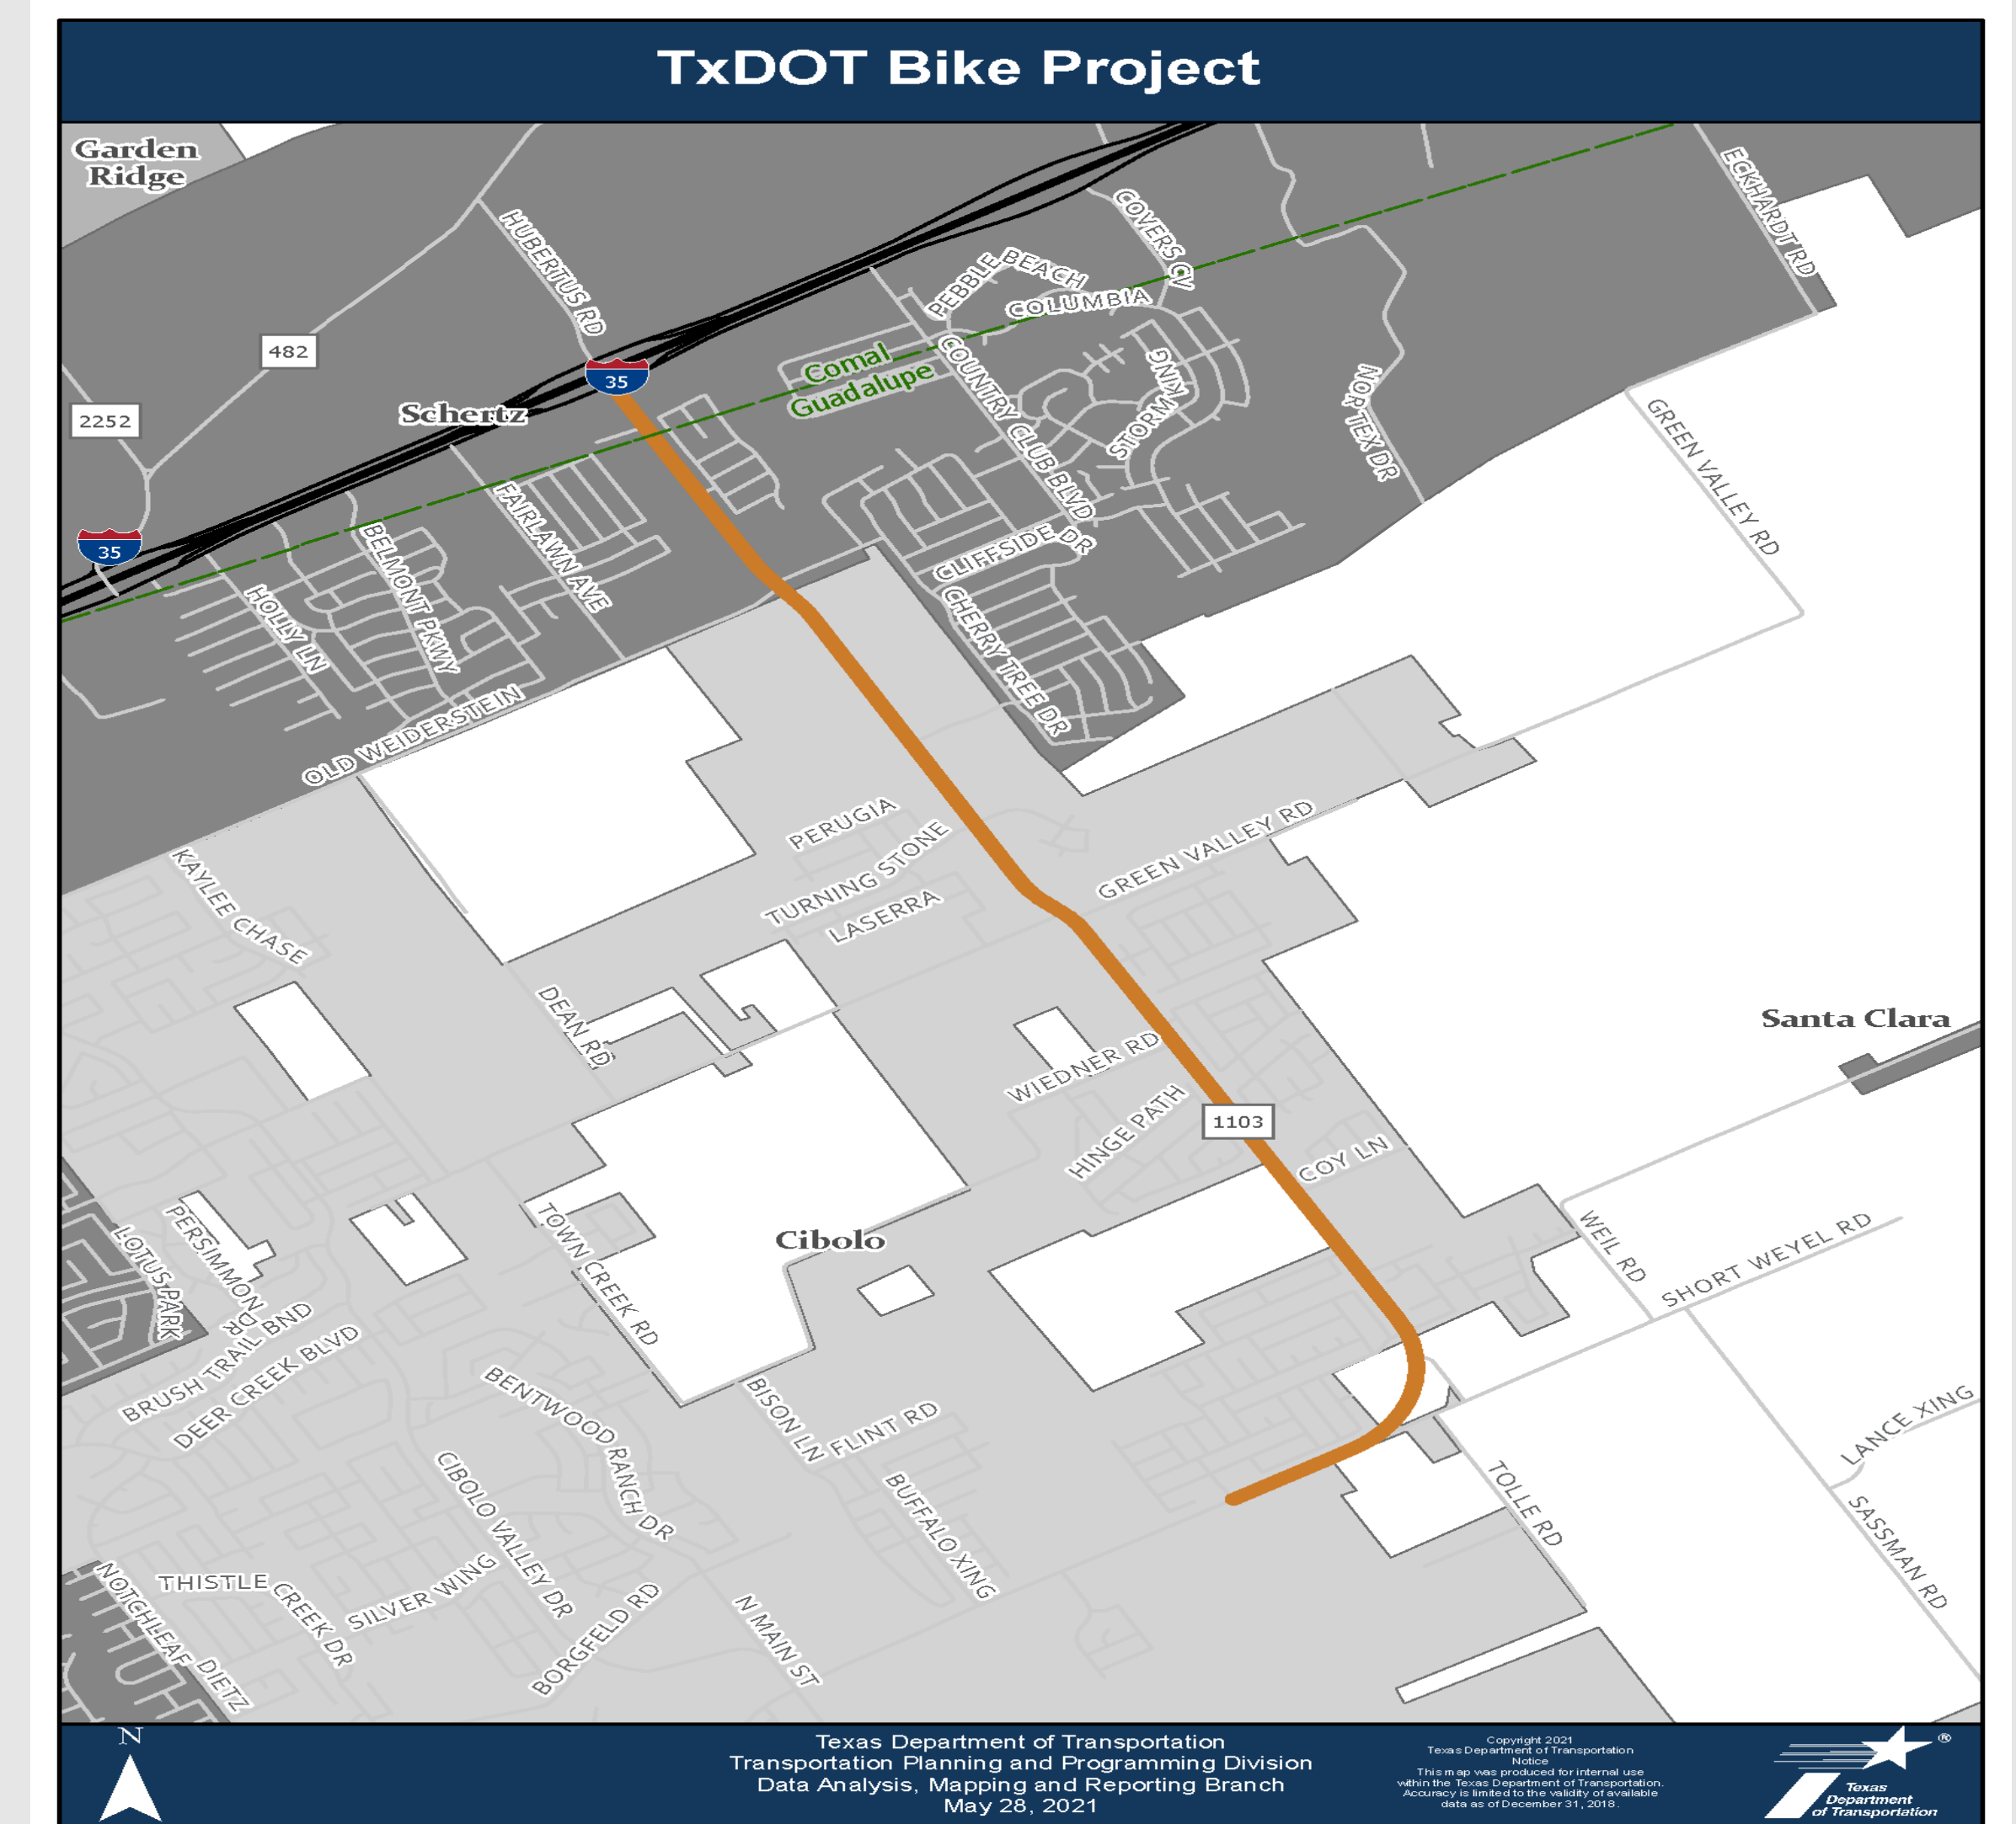 TxDOT Bike Project
Garden
Ridge
HUBERTUS RD
COVERS CV
ECKHARDT RD
PEBBLE BEACH
COLUMBIA
482
35
Comal
Guadalupe
COUNTRY CLUB BLVD
STORMY KING
NOR TEX DR
GREEN VALLEY RD
2252
Schertz
35
FAIRLAWN AVE
BELMONT PKWY
HOLLY LN
CLIFFSIDE DR
CHERRY TREE DR
OLD WEIDERSTEIN
PERUGIA
TURNING STONE
LASERRA
GREEN VALLEY RD
KAYLEE CHASE
DEAN RD
WIEDNER RD
HINGE PATH
1103
COY LN
Santa Clara
Cibolo
TOWN CREEK RD
PERSIMMON DR
LOTUS PARK
BRUSH TRAIL BND
DEER CREEK BLVD
WEIL RD
SHORT WEYEL RD
BENTWOOD RANCH DR
BISON LN
FLINT RD
BUFFALO XING
CIBOLO VALLEY DR
TOLLE RD
LANCE XING
SASSMAN RD
THISTLE CREEK DR
SILVER WING
BORGFELD RD
N MAIN ST
NOTCHLEAF
DIETZ
N
Texas Department of Transportation
Transportation Planning and Programming Division
Data Analysis, Mapping and Reporting Branch
May 28, 2021
Copyright 2021
Texas Department of Transportation
Notice
This map was produced for internal use
within the Texas Department of Transportation.
Accuracy is limited to the validity of available
data as of December 31, 2018.
®
Texas
Department
of Transportation